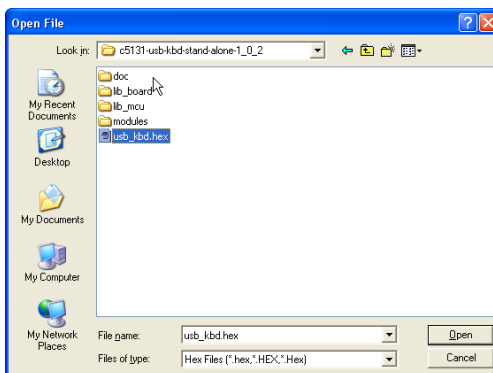 Open File
Look in:
c5131-usb-kbd-stand-alone-1_0_2
doc
lib_board
lib_mcu
modules
usb_kbd.hex
My Recent
Documents
Desktop
My Documents
My Computer
My Network
Places
File name:
usb_kbd.hex
Open
Files of type:
Hex Files (*.hex,*.HEX,*.Hex)
Cancel